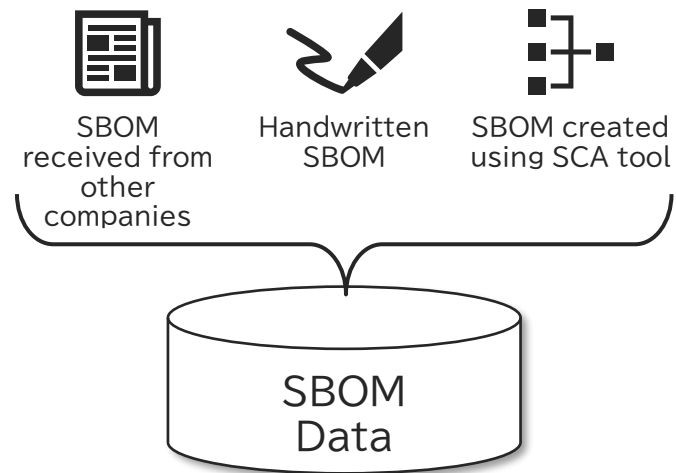 SBOM
received from
other
companies
Handwritten
SBOM
SBOM created
using SCA tool
SBOM
Data